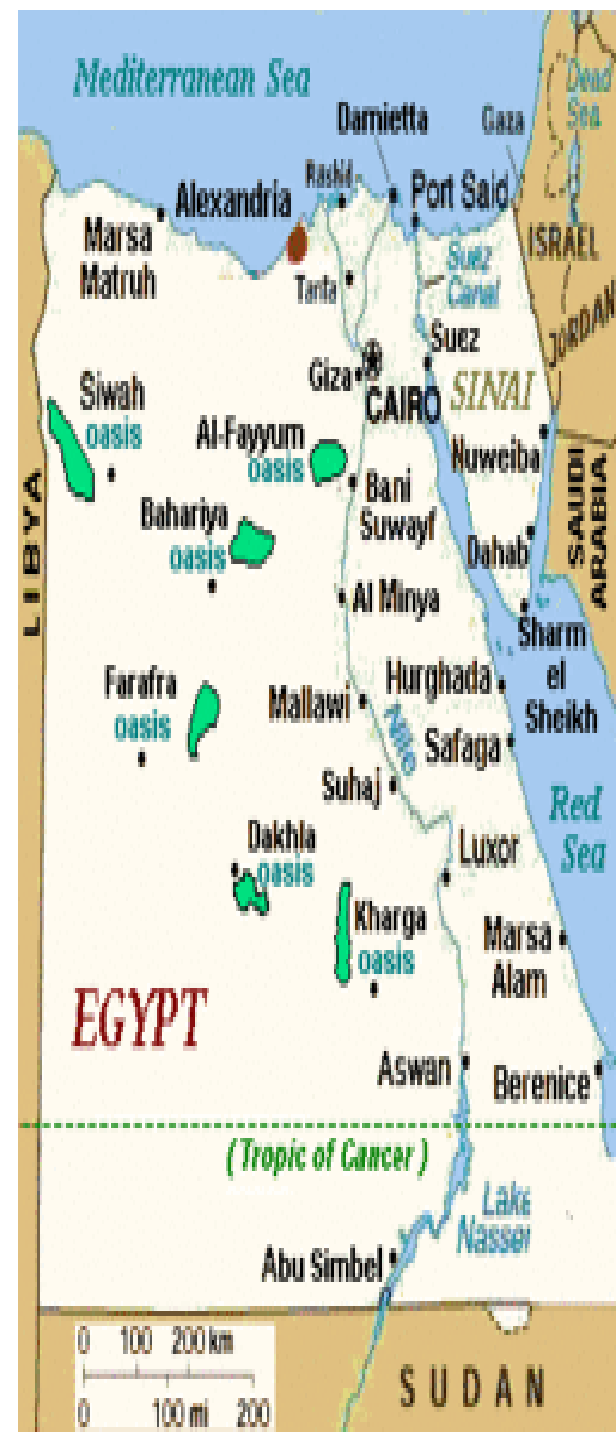 Mediterranean Sea
Dead
Sea
Damietta
Gaza
Rashid
Alexandria
Port Said
Marsa
Matruh
ISRAEL
Suez
Canal
Tanta
JORDAN
Suez
Giza
CAIRO
SINAI
Siwah
oasis
Al-Fayyum
oasis
Nuweiba
LIBYA
Bani
Suwayf
SAUDI
ARABIA
Bahariya
oasis
Dahab
Al Minya
Sharm
el
Sheikh
Farafra
oasis
Hurghada
Mallawi
Nile
Safaga
Suhaj
Red
Sea
Dakhla
oasis
Luxor
Kharga
oasis
Marsa
Alam
EGYPT
Aswan
Berenice
( Tropic of Cancer )
Lake
Nasser
Abu Simbel
0 100 200 km
0 100 mi 200
SUDAN